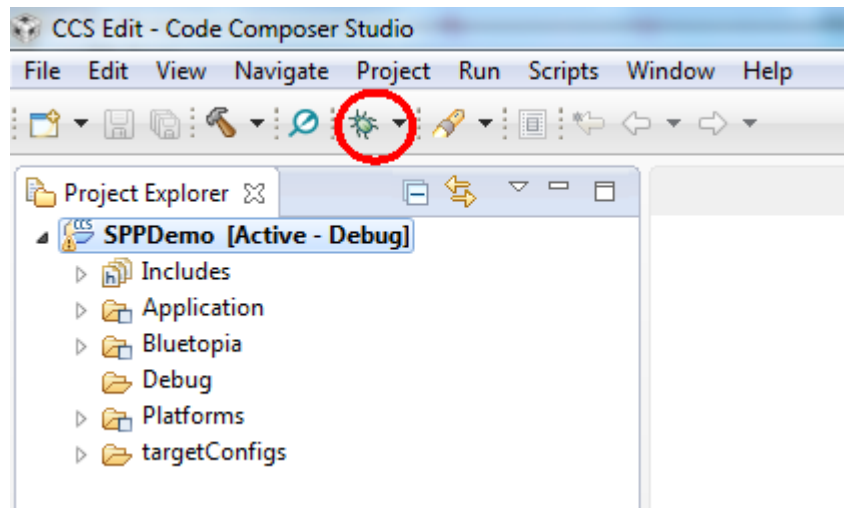 CCS Edit - Code Composer Studio
File Edit View Navigate Project Run Scripts Window Help
Project Explorer
CCS
SPPDemo [Active - Debug]
h
Includes
Application
Bluetopia
Debug
Platforms
targetConfigs